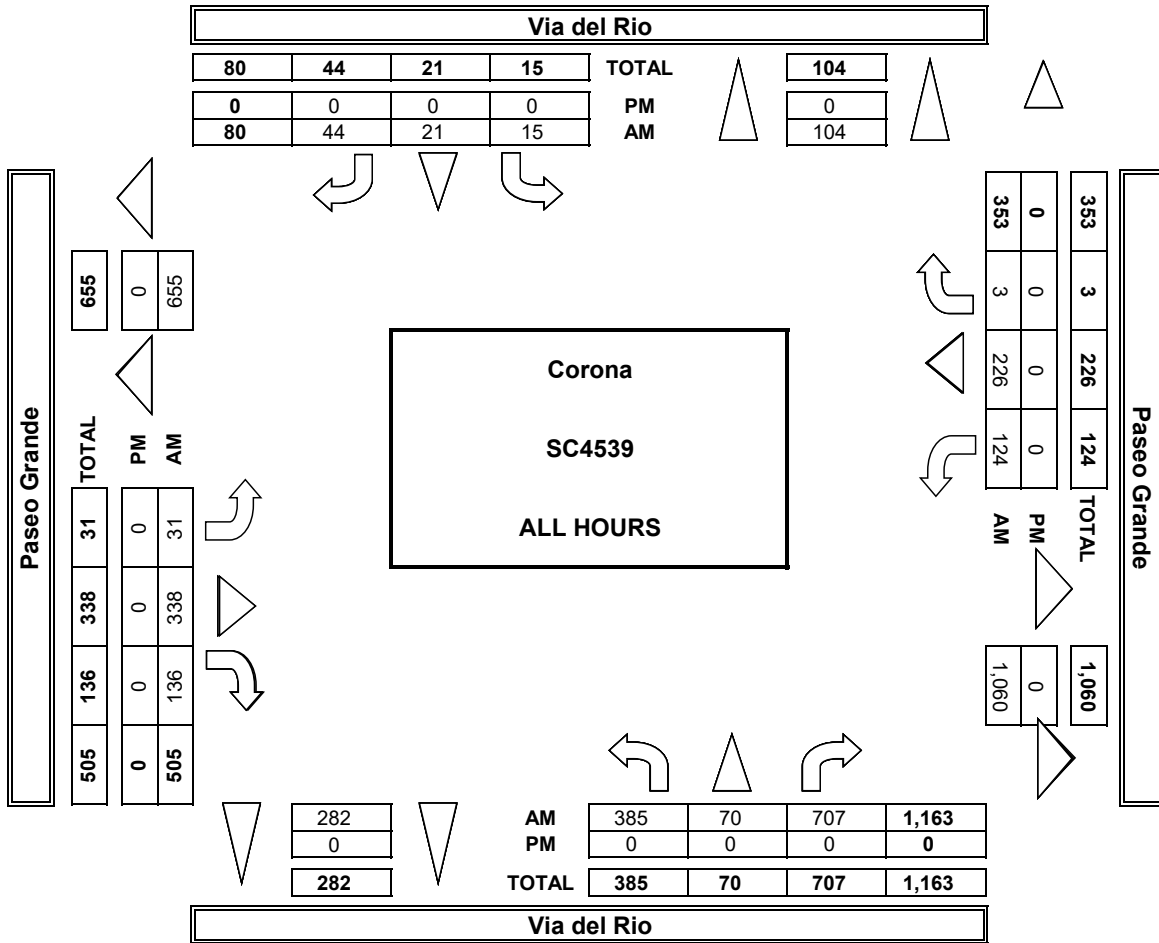 Via del Rio
80 44 21 15 TOTAL 104
0 0 0 0 PM 0
80 44 21 15 AM 104
Paseo Grande
655 0 655
TOTAL PM AM
31 0 31
338 0 338
136 0 136
505 0 505
Corona
SC4539
ALL HOURS
353 0 353
3 0 3
226 0 226
124 0 124
AM PM TOTAL
1,060 0 1,060
Paseo Grande
282 AM 385 70 707 1,163
0 PM 0 0 0 0
282 TOTAL 385 70 707 1,163
Via del Rio